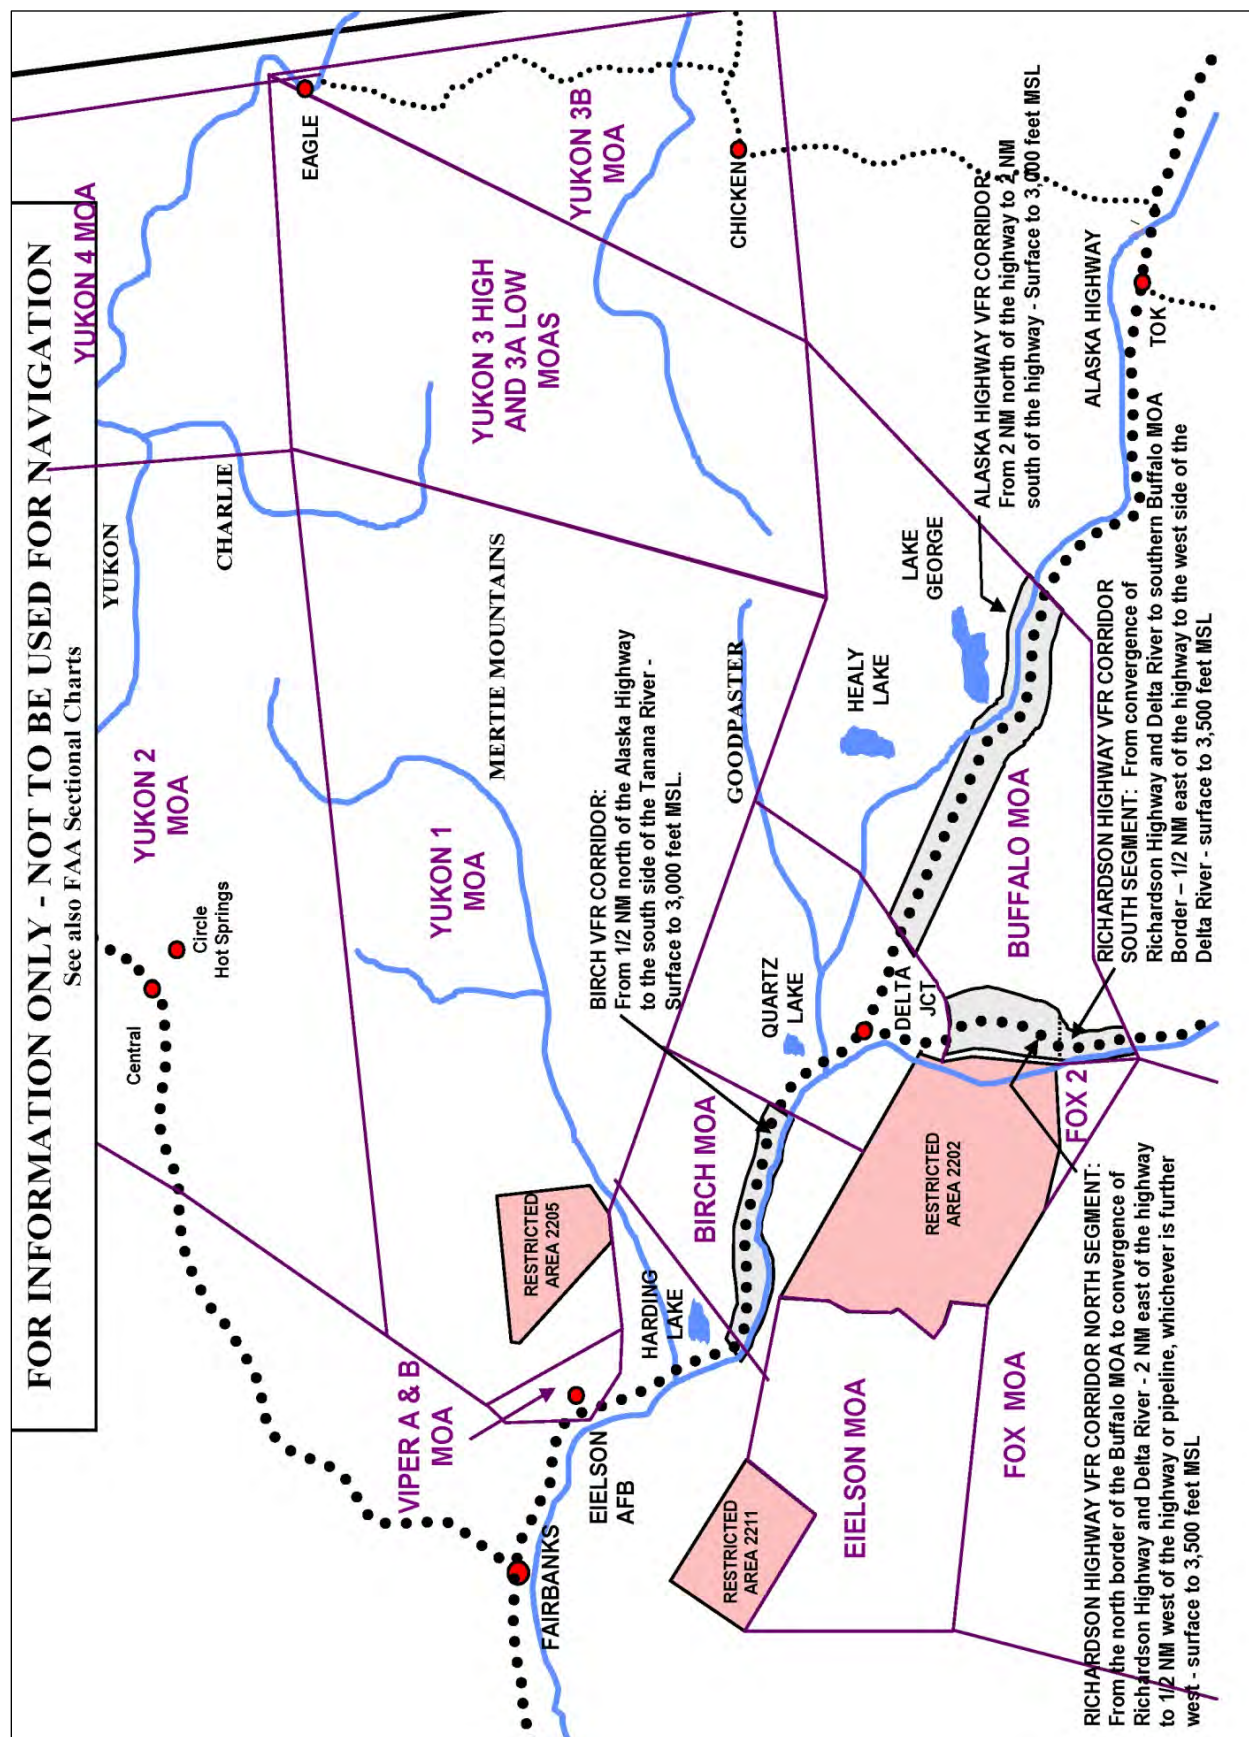 FOR INFORMATION ONLY - NOT TO BE USED FOR NAVIGATION
See also FAA Sectional Charts
YUKON 4 MOA
YUKON
CHARLIE
YUKON 2
MOA
Central
Circle
Hot Springs
EAGLE
YUKON 3B
MOA
YUKON 3 HIGH
AND 3A LOW
MOAS
CHICKEN
MERTIE MOUNTAINS
YUKON 1
MOA
VIPER A & B
MOA
RESTRICTED
AREA 2205
FAIRBANKS
EIELSON
AFB
HARDING
LAKE
BIRCH VFR CORRIDOR:
From 1/2 NM north of the Alaska Highway
to the south side of the Tanana River -
Surface to 3,000 feet MSL.
GOODPASTER
BIRCH MOA
QUARTZ
LAKE
HEALY
LAKE
LAKE
GEORGE
DELTA
JCT
ALASKA HIGHWAY VFR CORRIDOR:
From 2 NM north of the highway to 2 NM
south of the highway - Surface to 3,000 feet MSL
ALASKA HIGHWAY
TOK
RESTRICTED
AREA 2211
EIELSON MOA
RESTRICTED
AREA 2202
BUFFALO MOA
FOX MOA
FOX 2
RICHARDSON HIGHWAY VFR CORRIDOR
SOUTH SEGMENT: From convergence of
Richardson Highway and Delta River to southern Buffalo MOA
Border – 1/2 NM east of the highway to the west side of the
Delta River - surface to 3,500 feet MSL
RICHARDSON HIGHWAY VFR CORRIDOR NORTH SEGMENT:
From the north border of the Buffalo MOA to convergence of
Richardson Highway and Delta River - 2 NM east of the highway
to 1/2 NM west of the highway or pipeline, whichever is further
west - surface to 3,500 feet MSL